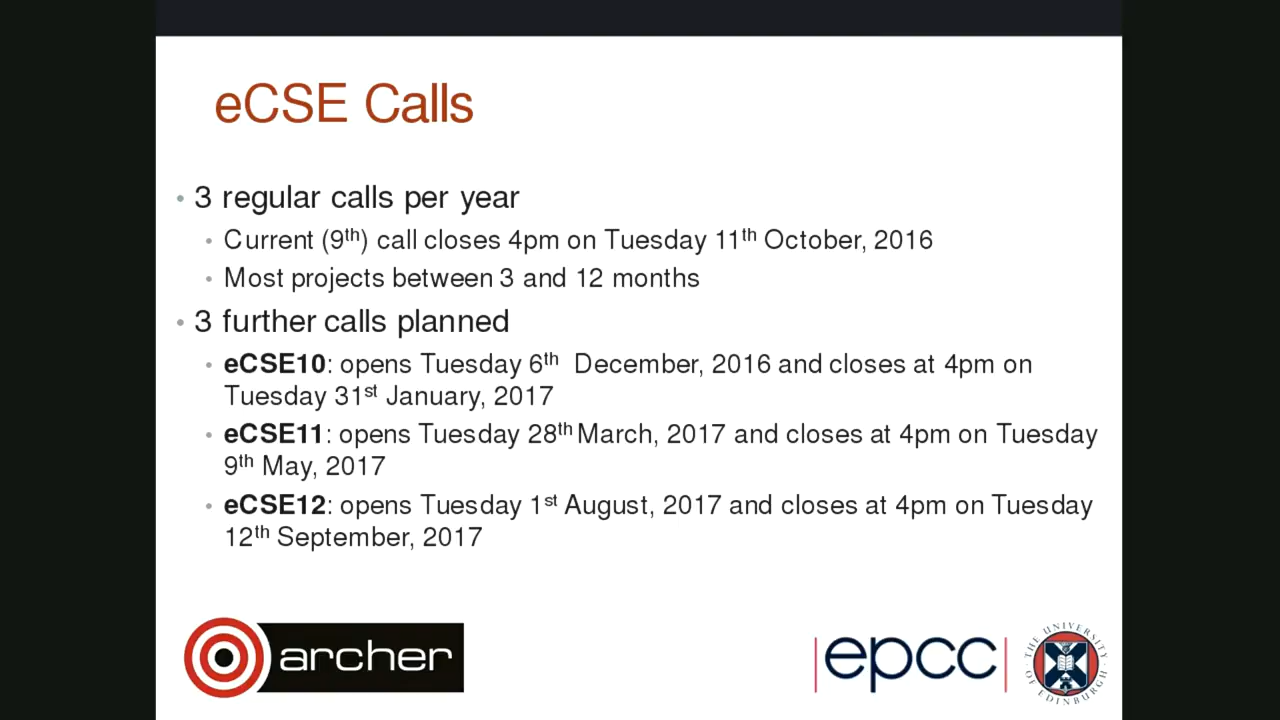 eCSE Calls
• 3 regular calls per year
• Current (9th) call closes 4pm on Tuesday 11th October, 2016
• Most projects between 3 and 12 months
• 3 further calls planned
• eCSE10: opens Tuesday 6th December, 2016 and closes at 4pm on
Tuesday 31st January, 2017
• eCSE11: opens Tuesday 28th March, 2017 and closes at 4pm on Tuesday
9th May, 2017
• eCSE12: opens Tuesday 1st August, 2017 and closes at 4pm on Tuesday
12th September, 2017
archer
|epcc|
THE UNIVERSITY
OF EDINBURGH